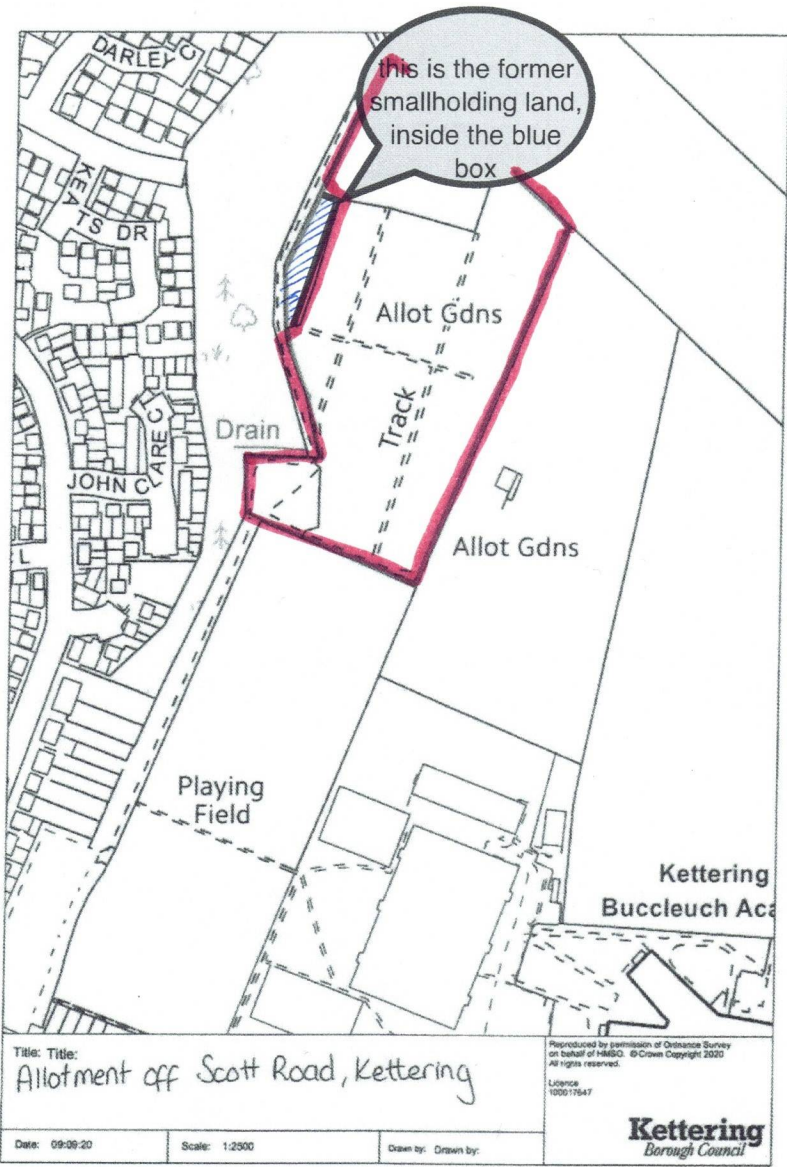 DARLEY C
this is the former
smallholding land,
inside the blue
box
KEATS DR
Allot Gdns
Track
Drain
JOHN CLARE CT
L
Allot Gdns
Playing
Field
Kettering
Buccleuch Aca
Title: Title:
Allotment off Scott Road, Kettering
Reproduced by permission of Ordnance Survey
on behalf of HMSO. © Crown Copyright 2020
All rights reserved.
Licence
100017647
Date: 09:09:20
Scale: 1:2500
Drawn by: Drawn by:
Kettering
Borough Council